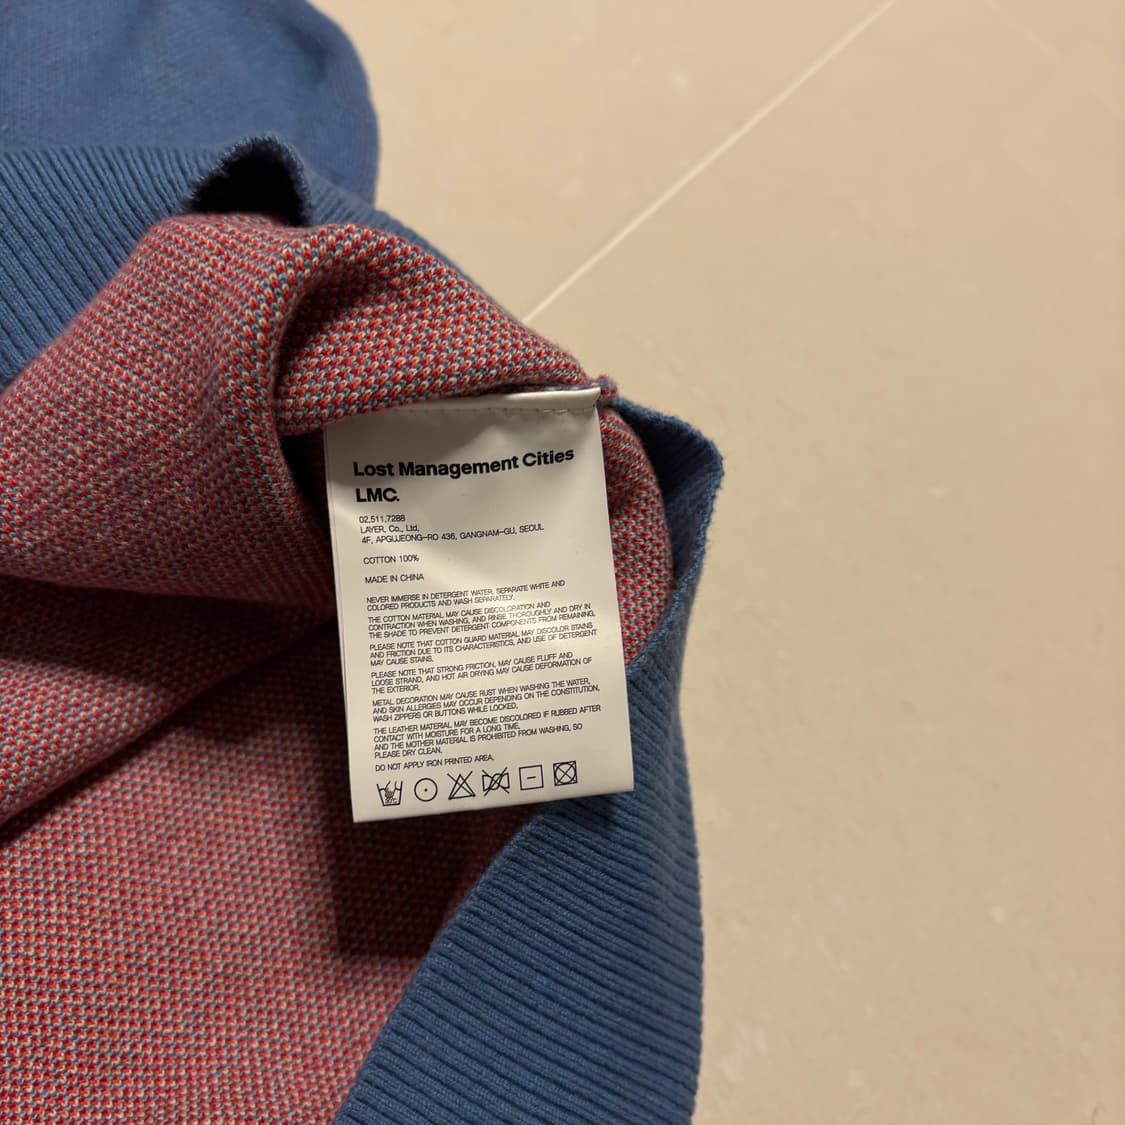 Lost Management Cities
LMC.
02.511.7288
LAYER. Co., Ltd.
4F, APGUJEONG-RO 436, GANGNAM-GU, SEOUL
COTTON 100%
MADE IN CHINA
NEVER IMMERSE IN DETERGENT WATER, SEPARATE WHITE AND
COLORED PRODUCTS AND WASH SEPARATELY.
THE COTTON MATERIAL MAY CAUSE DISCOLORATION AND
CONTRACTION WHEN WASHING, AND RINSE THOROUGHLY AND DRY IN
THE SHADE TO PREVENT DETERGENT COMPONENTS FROM REMAINING.
PLEASE NOTE THAT COTTON GUARD MATERIAL MAY DISCOLOR STAINS
AND FRICTION DUE TO ITS CHARACTERISTICS, AND USE OF DETERGENT
MAY CAUSE STAINS.
PLEASE NOTE THAT STRONG FRICTION, MAY CAUSE FLUFF AND
LOOSE STRAND, AND HOT AIR DRYING MAY CAUSE DEFORMATION OF
THE EXTERIOR.
METAL DECORATION MAY CAUSE RUST WHEN WASHING THE WATER,
AND SKIN ALLERGIES MAY OCCUR DEPENDING ON THE CONSTITUTION,
WASH ZIPPERS OR BUTTONS WHILE LOCKED.
THE LEATHER MATERIAL MAY BECOME DISCOLORED IF RUBBED AFTER
CONTACT WITH MOISTURE FOR A LONG TIME.
AND THE MOTHER MATERIAL IS PROHIBITED FROM WASHING, SO
PLEASE DRY CLEAN.
DO NOT APPLY IRON PRINTED AREA.